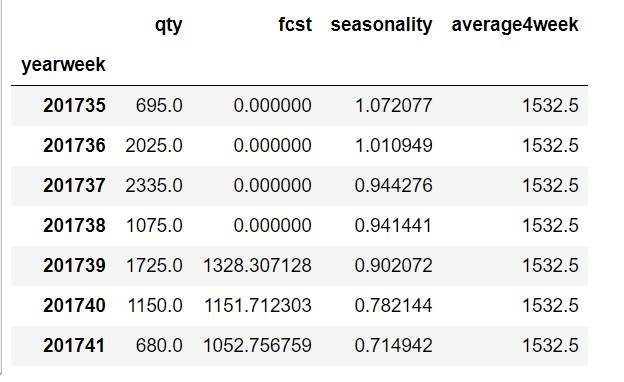 qty fcst seasonality average4week
yearweek
201735 695.0 0.000000 1.072077 1532.5
201736 2025.0 0.000000 1.010949 1532.5
201737 2335.0 0.000000 0.944276 1532.5
201738 1075.0 0.000000 0.941441 1532.5
201739 1725.0 1328.307128 0.902072 1532.5
201740 1150.0 1151.712303 0.782144 1532.5
201741 680.0 1052.756759 0.714942 1532.5